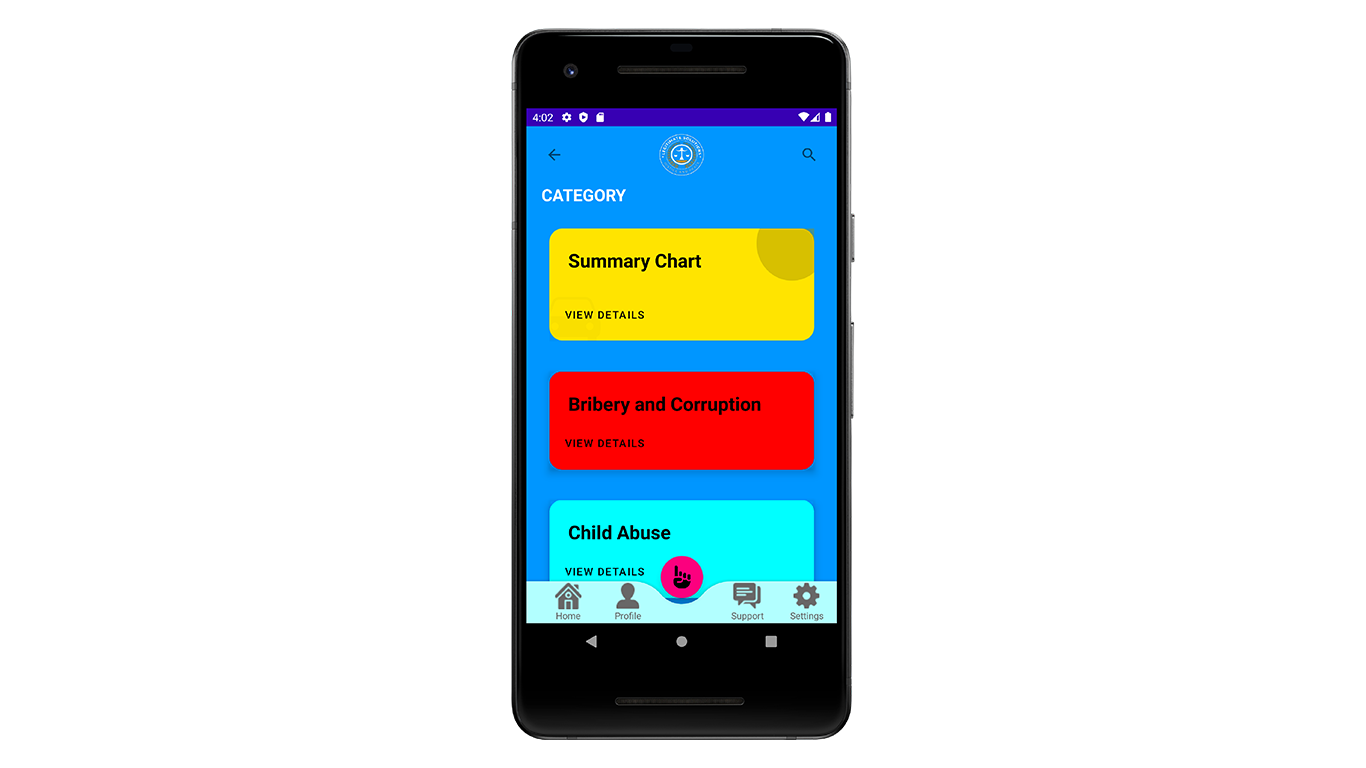 4:02
CATEGORY
Summary Chart
VIEW DETAILS
Bribery and Corruption
VIEW DETAILS
Child Abuse
VIEW DETAILS
Home Profile Support Settings